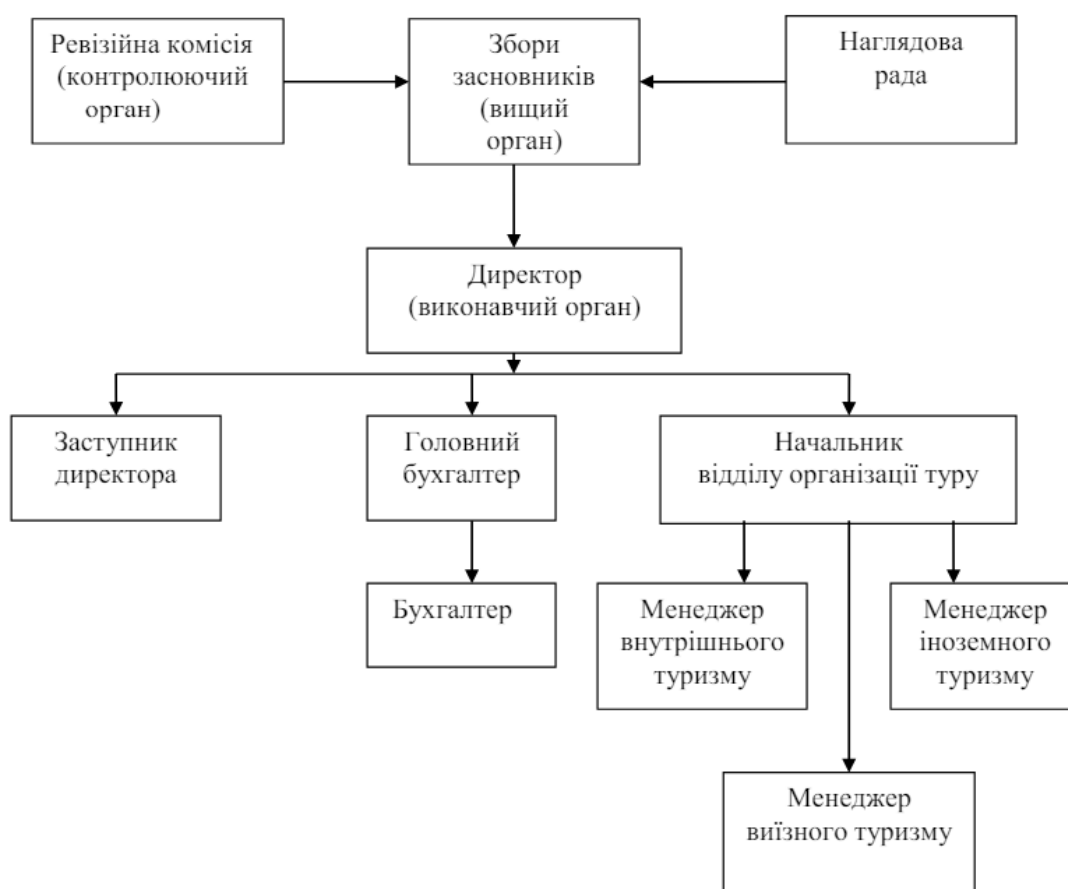 Ревізійна комісія
(контролюючий
орган)
Збори
засновників
(вищий
орган)
Наглядова
рада
Директор
(виконавчий орган)
Заступник
директора
Головний
бухгалтер
Начальник
відділу організації туру
Бухгалтер
Менеджер
внутрішнього
туризму
Менеджер
іноземного
туризму
Менеджер
виїзного туризму